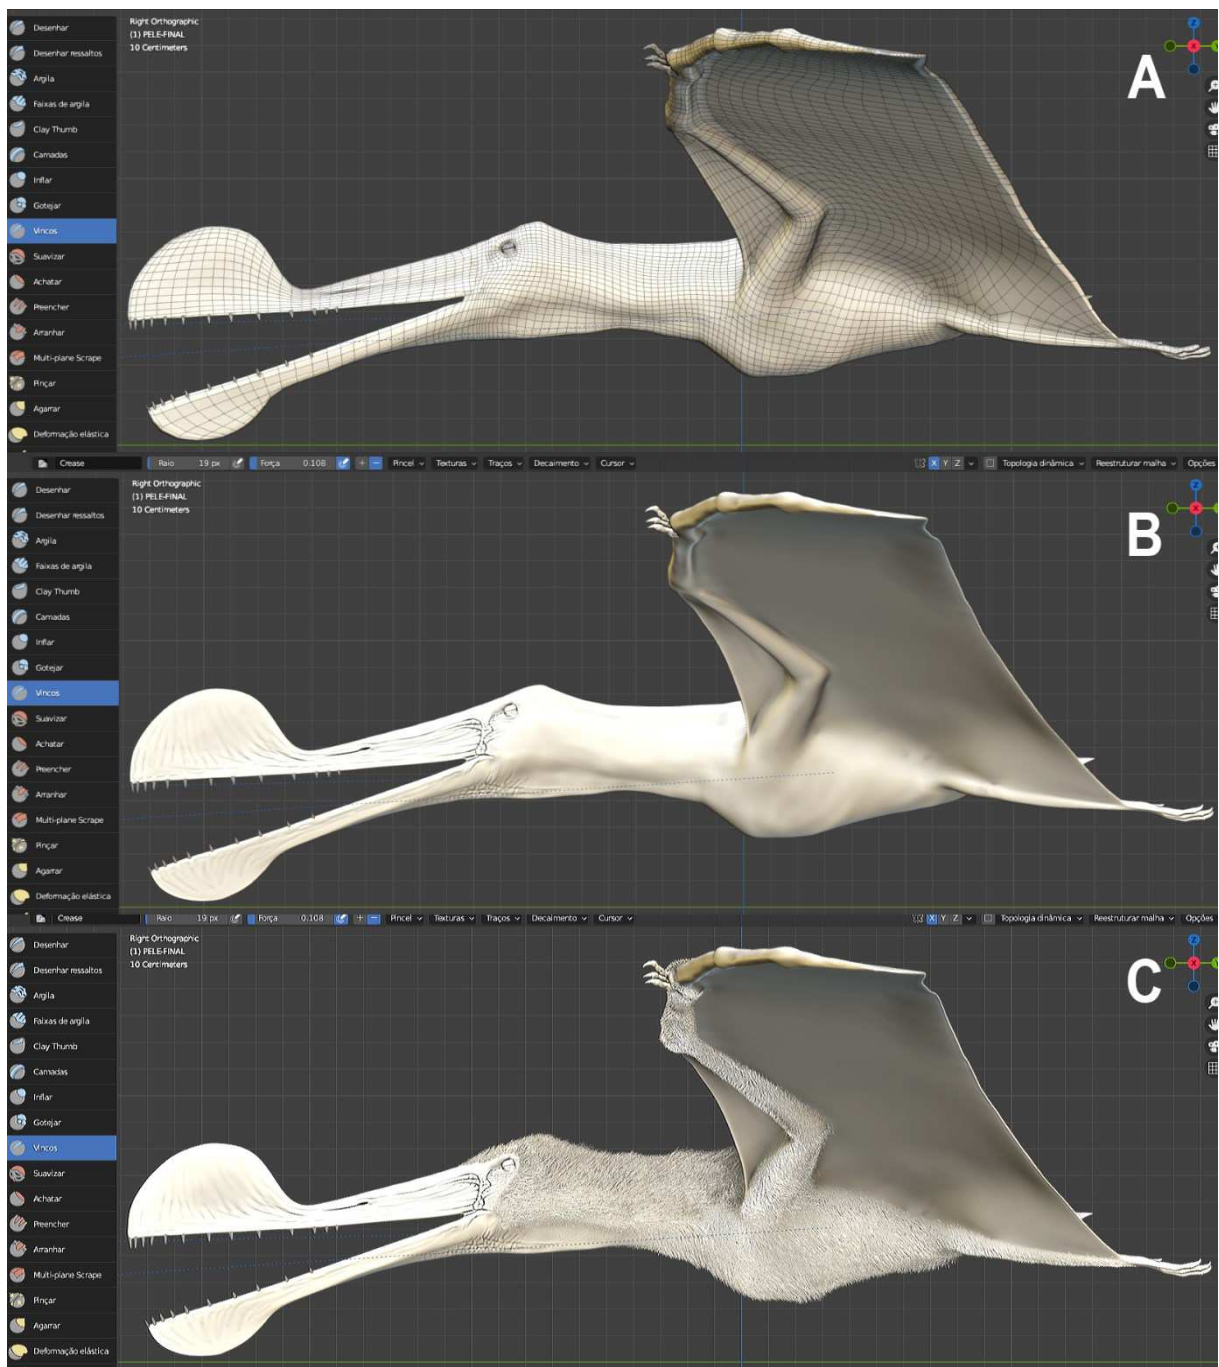 Right Orthographic
(1) PELE-FINAL
10 Centimeters
A
Z
X
Y
Desenhar
Desenhar ressaltos
Argila
Faixas de argila
Clay Thumb
Camadas
Inflar
Gotejar
Vincos
Suavizar
Achatar
Preencher
Arranhar
Multi-plane Scrape
Pinçar
Agarrar
Deformação elástica
Crease Raio 19 px Força 0.108 + − Pincel Texturas Traços Decaimento Cursor X Y Z Topologia dinâmica Reestruturar malha Opções
Right Orthographic
(1) PELE-FINAL
10 Centimeters
B
Z
X
Desenhar
Desenhar ressaltos
Argila
Faixas de argila
Clay Thumb
Camadas
Inflar
Gotejar
Vincos
Suavizar
Achatar
Preencher
Arranhar
Multi-plane Scrape
Pinçar
Agarrar
Deformação elástica
Crease Raio 19 px Força 0.108 + − Pincel Texturas Traços Decaimento Cursor X Y Z Topologia dinâmica Reestruturar malha Opções
Right Orthographic
(1) PELE-FINAL
10 Centimeters
C
Z
X
Desenhar
Desenhar ressaltos
Argila
Faixas de argila
Clay Thumb
Camadas
Inflar
Gotejar
Vincos
Suavizar
Achatar
Preencher
Arranhar
Multi-plane Scrape
Pinçar
Agarrar
Deformação elástica